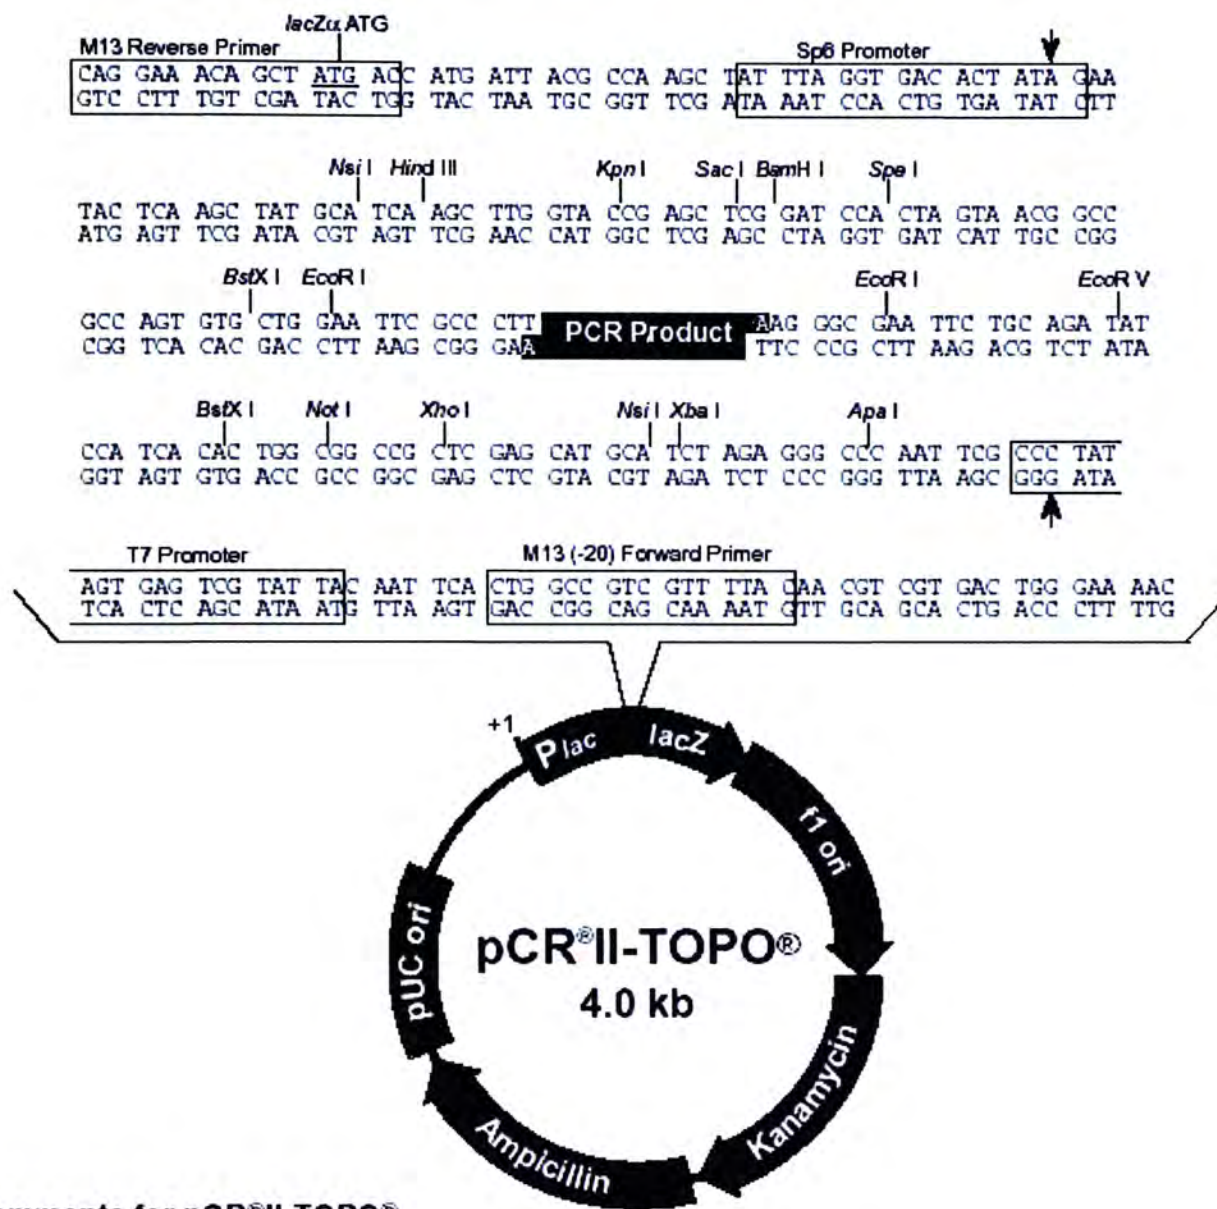 lacZα ATG
M13 Reverse Primer Sp6 Promoter
CAG GAA ACA GCT ATG ACC ATG ATT ACG CCA AGC TAT TTA GGT GAC ACT ATA GAA
GTC CTT TGT CGA TAC TGG TAC TAA TGC GGT TCG ATA AAT CCA CTG TGA TAT CTT
Nsi I Hind III Kpn I Sac I BamH I Spe I
TAC TCA AGC TAT GCA TCA AGC TTG GTA CCG AGC TCG GAT CCA CTA GTA ACG GCC
ATG AGT TCG ATA CGT AGT TCG AAC CAT GGC TCG AGC CTA GGT GAT CAT TGC CGG
BstX I EcoR I EcoR I EcoR V
GCC AGT GTG CTG GAA TTC GCC CTT PCR Product AAG GGC GAA TTC TGC AGA TAT
CGG TCA CAC GAC CTT AAG CGG GAA TTC CCG CTT AAG ACG TCT ATA
BstX I Not I Xho I Nsi I Xba I Apa I
CCA TCA CAC TGG CGG CCG CTC GAG CAT GCA TCT AGA GGG CCC AAT TCG CCC TAT
GGT AGT GTG ACC GCC GGC GAG CTC GTA CGT AGA TCT CCC GGG TTA AGC GGG ATA
T7 Promoter M13 (-20) Forward Primer
AGT GAG TCG TAT TAC AAT TCA CTG GCC GTC GTT TTA CAA CGT CGT GAC TGG GAA AAC
TCA CTC AGC ATA ATG TTA AGT GAC CGG CAG CAA AAT GTT GCA GCA CTG ACC CTT TTG
+1
Plac lacZ
f1 ori
pUC ori
pCR®II-TOPO®
4.0 kb
Kanamycin
Ampicillin